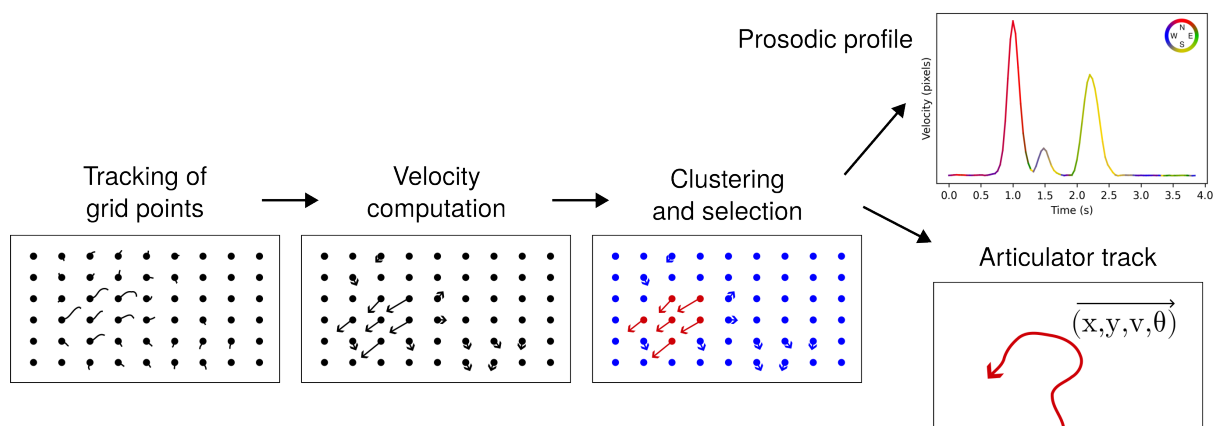 Tracking of
grid points
Velocity
computation
Clustering
and selection
Prosodic profile
Velocity (pixels)
N
W E
S
0.0 0.5 1.0 1.5 2.0 2.5 3.0 3.5 4.0
Time (s)
Articulator track
(x,y,v,θ)